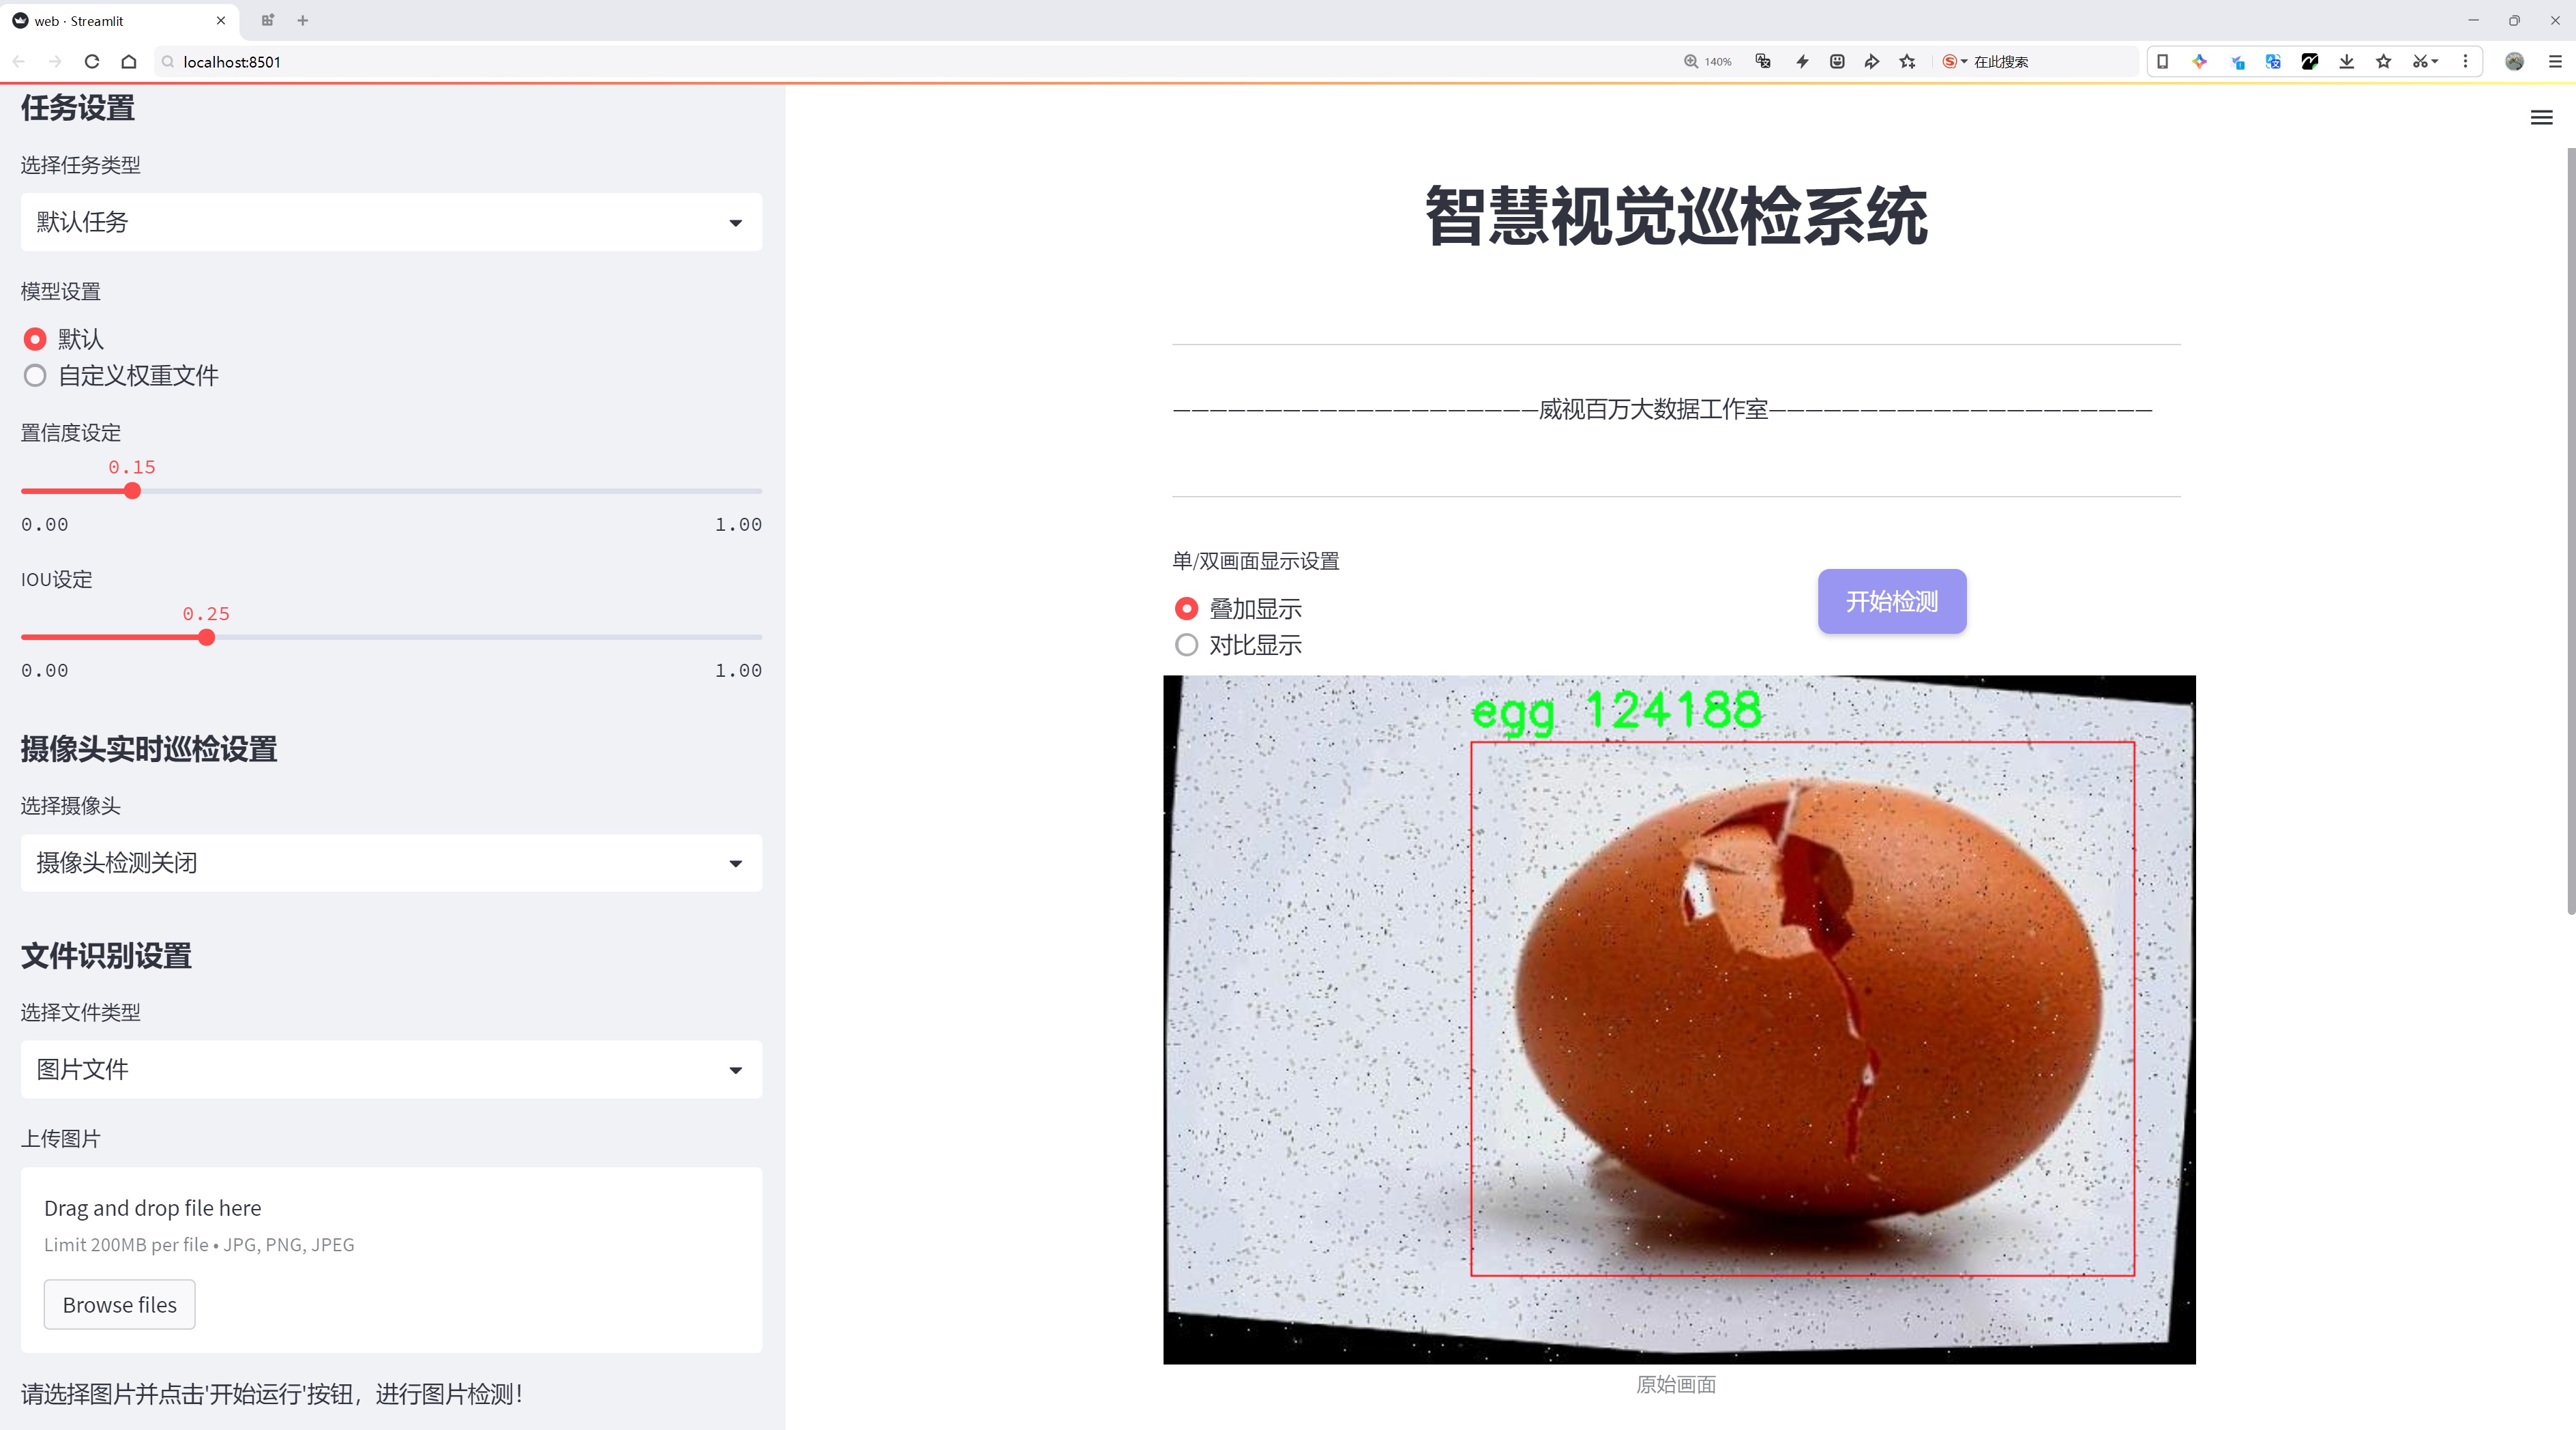 web · Streamlit
localhost:8501
140%
在此搜索
任务设置
选择任务类型
默认任务
模型设置
默认
自定义权重文件
置信度设定
0.15
0.00 1.00
IOU设定
0.25
0.00 1.00
摄像头实时巡检设置
选择摄像头
摄像头检测关闭
文件识别设置
选择文件类型
图片文件
上传图片
Drag and drop file here
Limit 200MB per file • JPG, PNG, JPEG
Browse files
请选择图片并点击'开始运行'按钮，进行图片检测！
智慧视觉巡检系统
————————————————————威视百万大数据工作室—————————————————————
单/双画面显示设置
叠加显示
对比显示
开始检测
egg 124188
原始画面